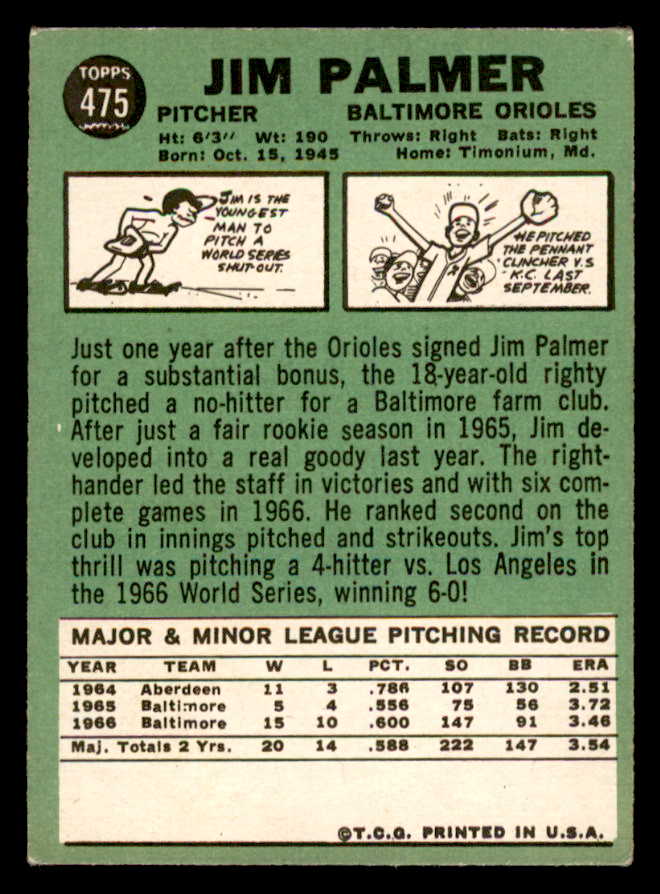 TOPPS
475
JIM PALMER
PITCHER BALTIMORE ORIOLES
Ht: 6'3" Wt: 190 Throws: Right Bats: Right
Born: Oct. 15, 1945 Home: Timonium, Md.
JIM IS THE
YOUNGEST
MAN TO
PITCH A
WORLD SERIES
SHUT-OUT.
HE PITCHED
THE PENNANT
CLINCHER V.S
K.C. LAST
SEPTEMBER.
Just one year after the Orioles signed Jim Palmer
for a substantial bonus, the 18-year-old righty
pitched a no-hitter for a Baltimore farm club.
After just a fair rookie season in 1965, Jim de-
veloped into a real goody last year. The right-
hander led the staff in victories and with six com-
plete games in 1966. He ranked second on the
club in innings pitched and strikeouts. Jim's top
thrill was pitching a 4-hitter vs. Los Angeles in
the 1966 World Series, winning 6-0!
MAJOR & MINOR LEAGUE PITCHING RECORD
YEAR TEAM W L PCT. SO BB ERA
1964 Aberdeen 11 3 .786 107 130 2.51
1965 Baltimore 5 4 .556 75 56 3.72
1966 Baltimore 15 10 .600 147 91 3.46
Maj. Totals 2 Yrs. 20 14 .588 222 147 3.54
©T.C.G. PRINTED IN U.S.A.